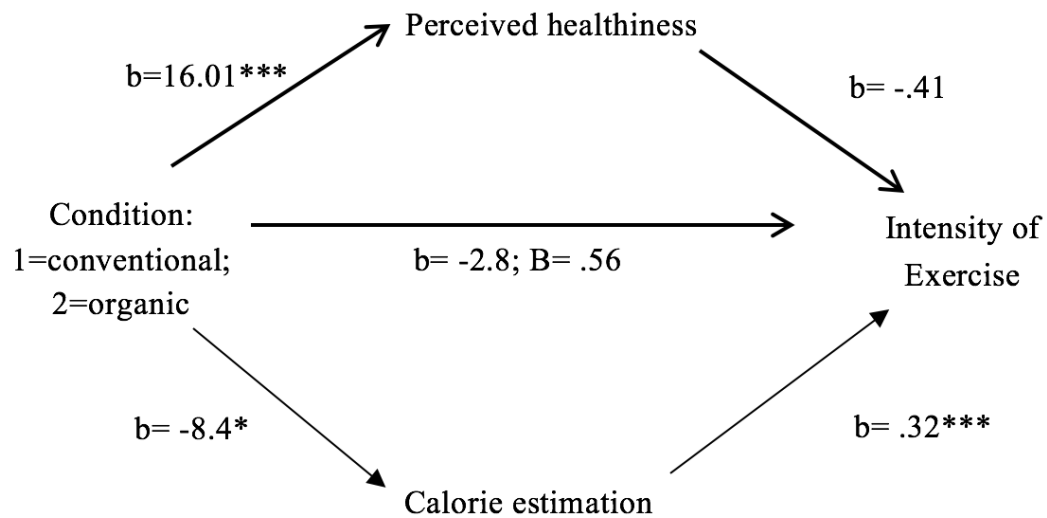 Perceived healthiness
b=16.01***
b= -.41
Condition:
1=conventional;
2=organic
b= -2.8; B= .56
Intensity of
Exercise
b= -8.4*
b= .32***
Calorie estimation